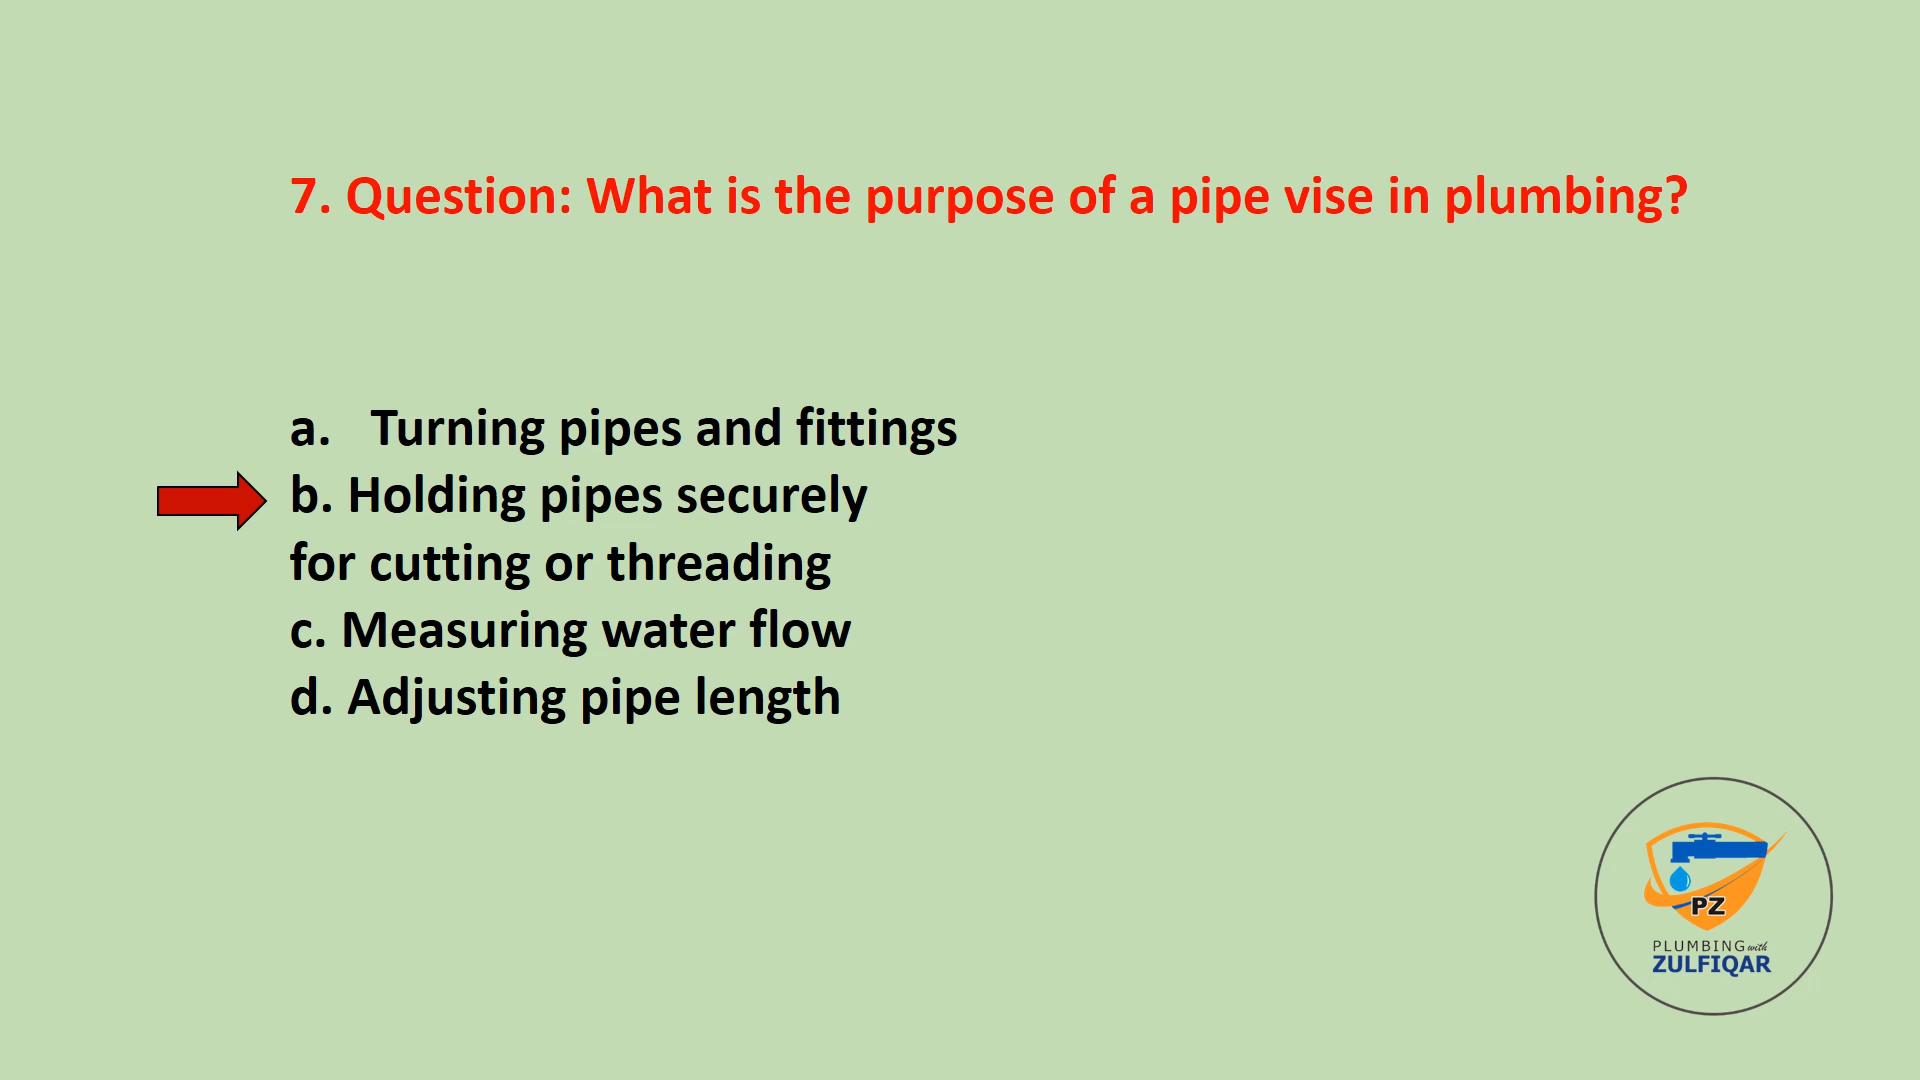 7. Question: What is the purpose of a pipe vise in plumbing?
a. Turning pipes and fittings
b. Holding pipes securely
for cutting or threading
c. Measuring water flow
d. Adjusting pipe length
PZ
PLUMBING with
ZULFIQAR